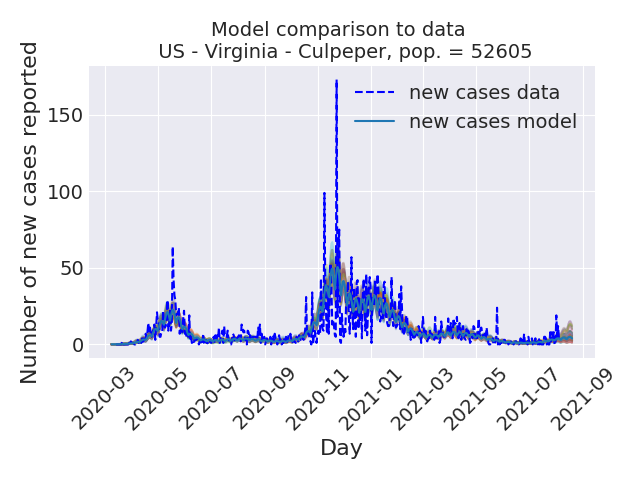 Model comparison to data
US - Virginia - Culpeper, pop. = 52605
Number of new cases reported
150
100
50
0
new cases data
new cases model
2020-03
2020-05
2020-07
2020-09
2020-11
2021-01
2021-03
2021-05
2021-07
2021-09
Day